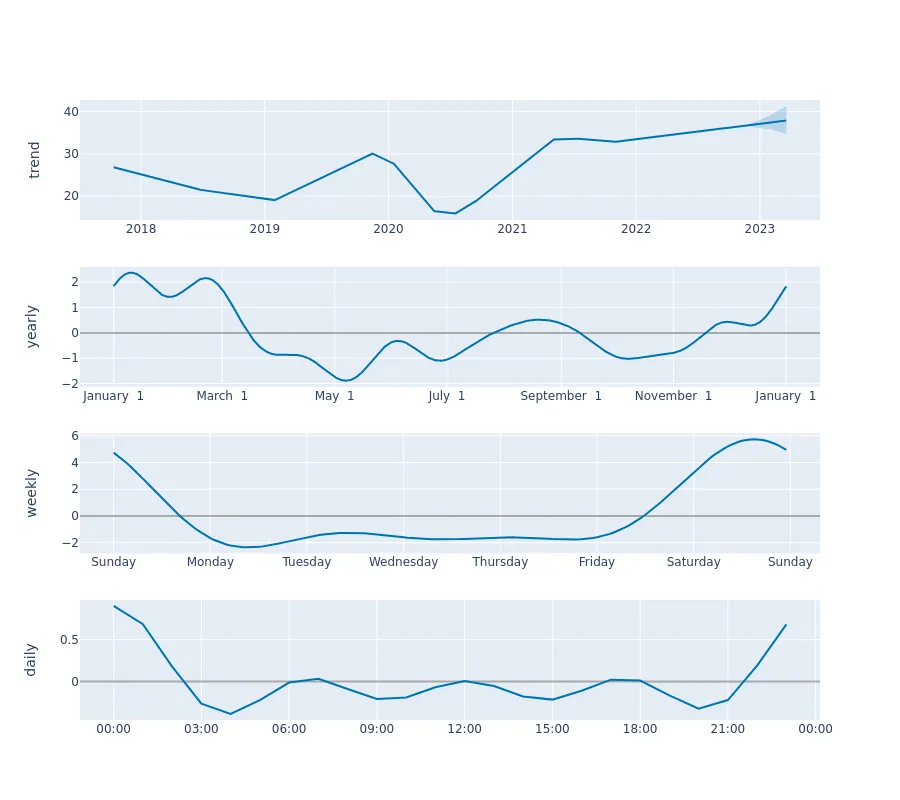 trend
40
30
20
2018 2019 2020 2021 2022 2023
yearly
2
1
0
−1
−2
January 1 March 1 May 1 July 1 September 1 November 1 January 1
weekly
6
4
2
0
−2
Sunday Monday Tuesday Wednesday Thursday Friday Saturday Sunday
daily
0.5
0
00:00 03:00 06:00 09:00 12:00 15:00 18:00 21:00 00:00